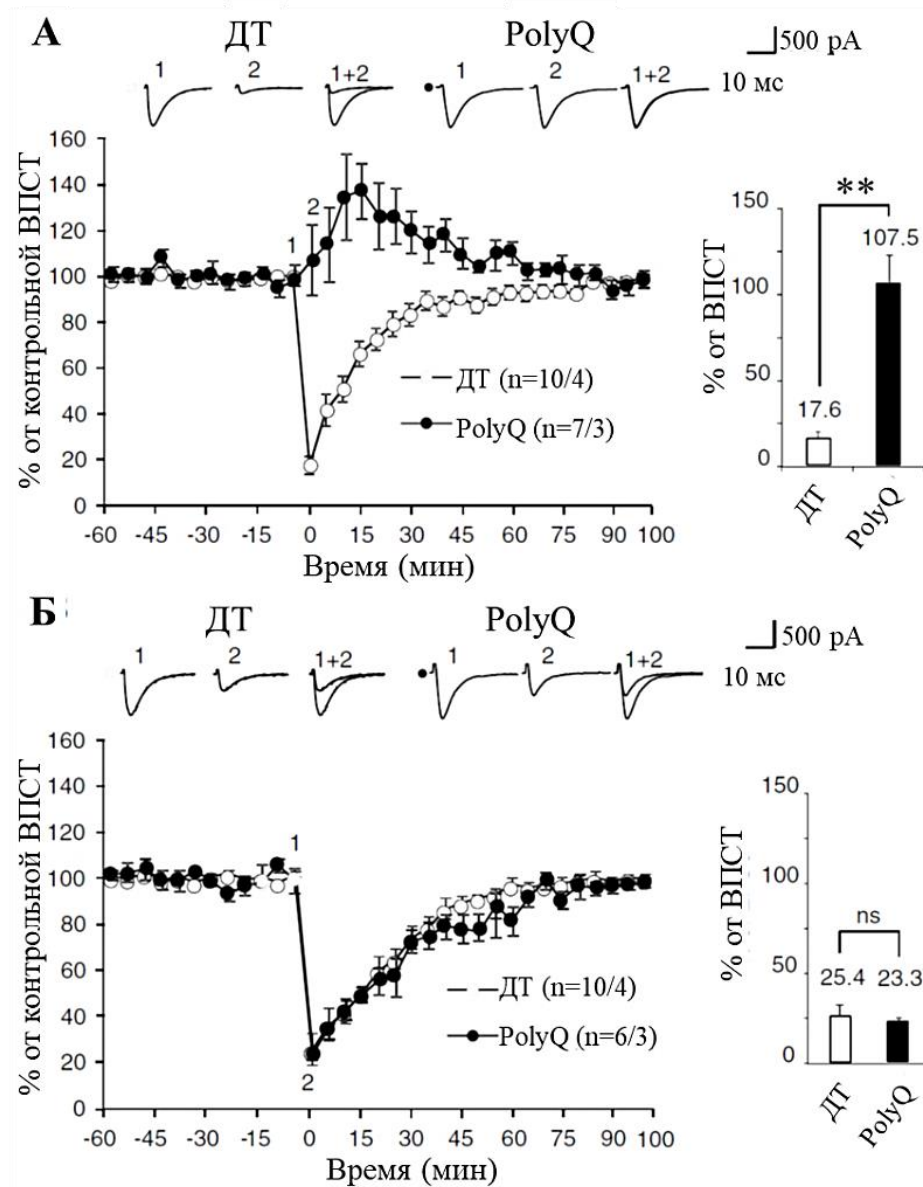 А
ДТ
PolyQ
500 pA
10 мс
1
2
1+2
1
2
1+2
% от контрольной ВПСТ
160
140
120
100
80
60
40
20
0
1
2
ДТ (n=10/4)
PolyQ (n=7/3)
-60 -45 -30 -15 0 15 30 45 60 75 100
Время (мин)
% от ВПСТ
150
100
50
0
**
107.5
17.6
ДТ
PolyQ
Б
ДТ
PolyQ
500 pA
10 мс
1
2
1+2
1
2
1+2
% от контрольной ВПСТ
160
140
120
100
80
60
40
20
0
1
2
ДТ (n=10/4)
PolyQ (n=6/3)
-60 -45 -30 -15 0 15 30 45 60 75 100
Время (мин)
% от ВПСТ
150
100
50
0
ns
25.4
23.3
ДТ
PolyQ